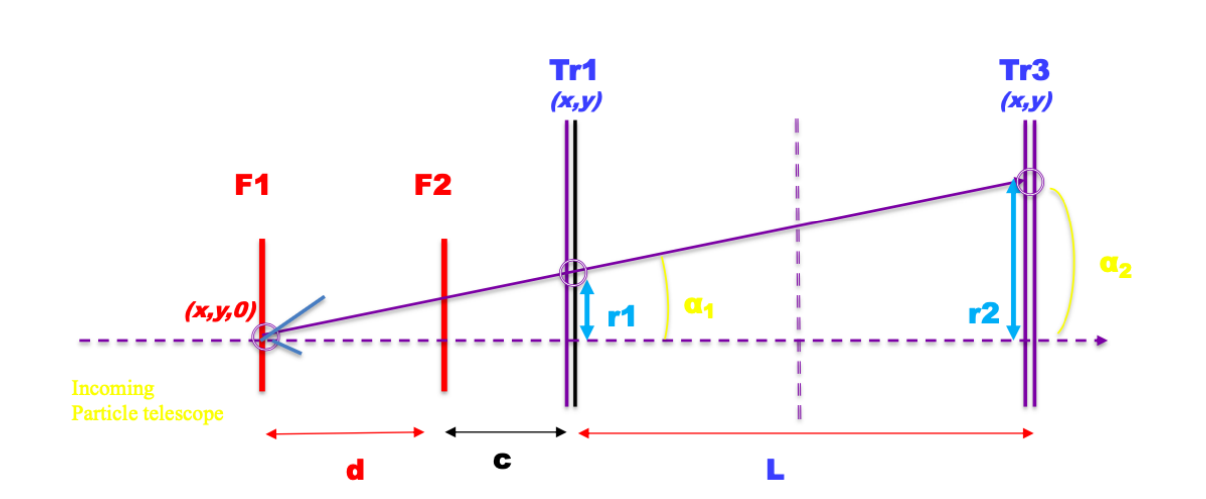 Tr1
(x,y)
Tr3
(x,y)
F1
F2
(x,y,0)
r1
α1
r2
α2
Incoming
Particle telescope
d
c
L